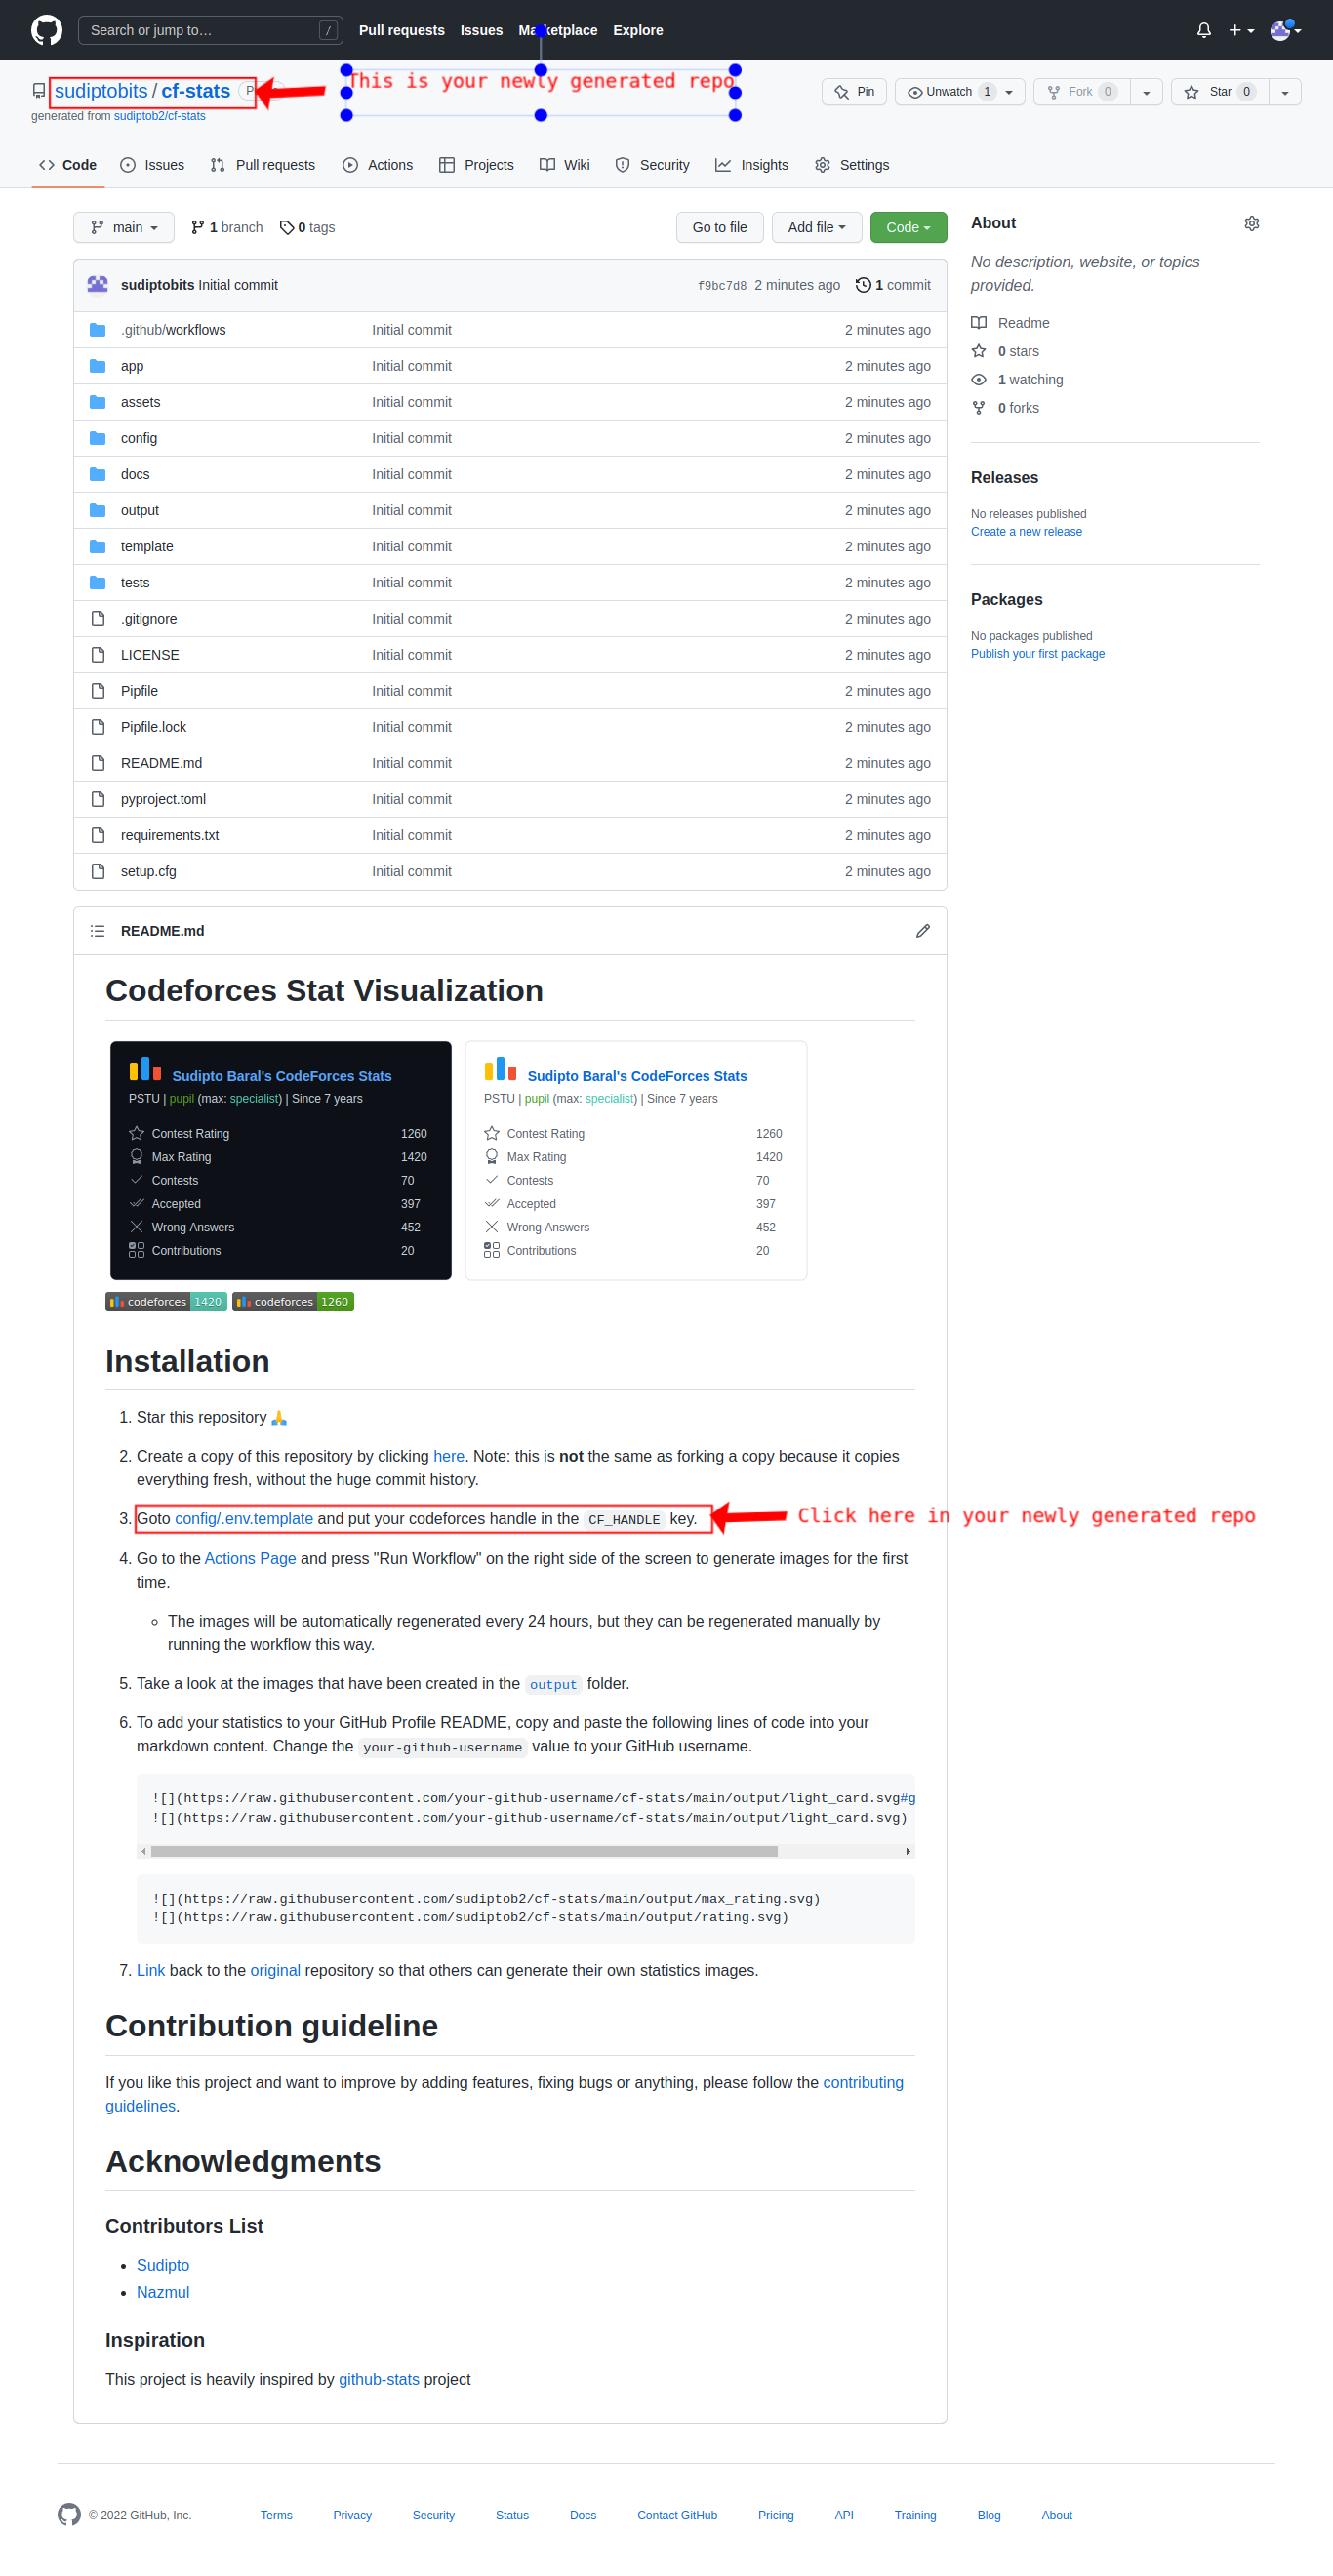 Search or jump to… /
Pull requests Issues Marketplace Explore
sudiptobits / cf-stats
This is your newly generated repo
Pin Unwatch 1 Fork 0 Star 0
generated from sudiptob2/cf-stats
Code Issues Pull requests Actions Projects Wiki Security Insights Settings
main 1 branch 0 tags Go to file Add file Code
sudiptobits Initial commit f9bc7d8 2 minutes ago 1 commit
.github/workflows Initial commit 2 minutes ago
app Initial commit 2 minutes ago
assets Initial commit 2 minutes ago
config Initial commit 2 minutes ago
docs Initial commit 2 minutes ago
output Initial commit 2 minutes ago
template Initial commit 2 minutes ago
tests Initial commit 2 minutes ago
.gitignore Initial commit 2 minutes ago
LICENSE Initial commit 2 minutes ago
Pipfile Initial commit 2 minutes ago
Pipfile.lock Initial commit 2 minutes ago
README.md Initial commit 2 minutes ago
pyproject.toml Initial commit 2 minutes ago
requirements.txt Initial commit 2 minutes ago
setup.cfg Initial commit 2 minutes ago
About
No description, website, or topics
provided.
Readme
0 stars
1 watching
0 forks
Releases
No releases published
Create a new release
Packages
No packages published
Publish your first package
README.md
Codeforces Stat Visualization
Sudipto Baral's CodeForces Stats
PSTU | pupil (max: specialist) | Since 7 years
Contest Rating 1260
Max Rating 1420
Contests 70
Accepted 397
Wrong Answers 452
Contributions 20
Sudipto Baral's CodeForces Stats
PSTU | pupil (max: specialist) | Since 7 years
Contest Rating 1260
Max Rating 1420
Contests 70
Accepted 397
Wrong Answers 452
Contributions 20
codeforces 1420 codeforces 1260
Installation
1. Star this repository 🙏
2. Create a copy of this repository by clicking here. Note: this is not the same as forking a copy because it copies
everything fresh, without the huge commit history.
3. Goto config/.env.template and put your codeforces handle in the CF_HANDLE key.
Click here in your newly generated repo
4. Go to the Actions Page and press "Run Workflow" on the right side of the screen to generate images for the first
time.
The images will be automatically regenerated every 24 hours, but they can be regenerated manually by
running the workflow this way.
5. Take a look at the images that have been created in the output folder.
6. To add your statistics to your GitHub Profile README, copy and paste the following lines of code into your
markdown content. Change the your-github-username value to your GitHub username.
![](https://raw.githubusercontent.com/your-github-username/cf-stats/main/output/light_card.svg#g
![](https://raw.githubusercontent.com/your-github-username/cf-stats/main/output/light_card.svg)
![](https://raw.githubusercontent.com/sudiptob2/cf-stats/main/output/max_rating.svg)
![](https://raw.githubusercontent.com/sudiptob2/cf-stats/main/output/rating.svg)
7. Link back to the original repository so that others can generate their own statistics images.
Contribution guideline
If you like this project and want to improve by adding features, fixing bugs or anything, please follow the contributing
guidelines.
Acknowledgments
Contributors List
Sudipto
Nazmul
Inspiration
This project is heavily inspired by github-stats project
© 2022 GitHub, Inc. Terms Privacy Security Status Docs Contact GitHub Pricing API Training Blog About